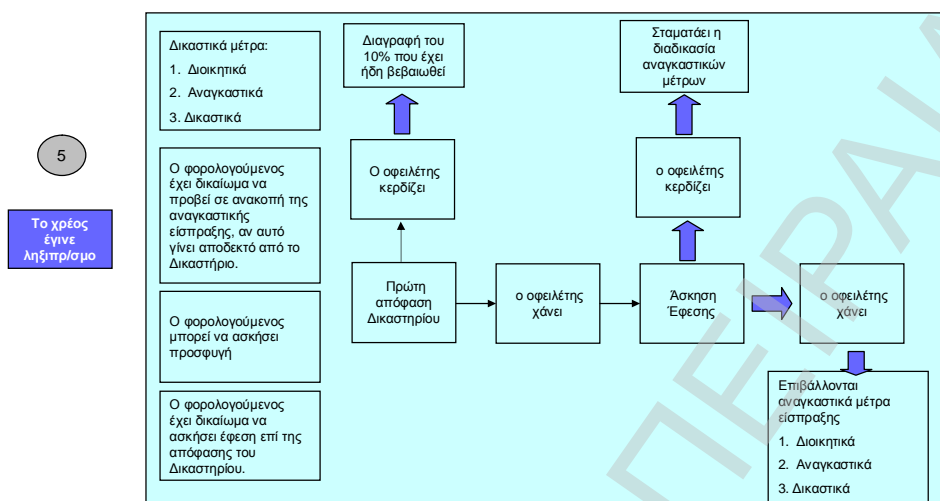 5
Το χρέος
έγινε
ληξιπρ/σμο
Δικαστικά μέτρα:
1. Διοικητικά
2. Αναγκαστικά
3. Δικαστικά
Ο φορολογούμενος
έχει δικαίωμα να
προβεί σε ανακοπή της
αναγκαστικής
είσπραξης, αν αυτό
γίνει αποδεκτό από το
Δικαστήριο.
Ο φορολογούμενος
μπορεί να ασκήσει
προσφυγή
Ο φορολογούμενος
έχει δικαίωμα να
ασκήσει έφεση επί της
απόφασης του
Δικαστηρίου.
Διαγραφή του
10% που έχει
ήδη βεβαιωθεί
Ο οφειλέτης
κερδίζει
Πρώτη
απόφαση
Δικαστηρίου
ο οφειλέτης
χάνει
Σταματάει η
διαδικασία
αναγκαστικών
μέτρων
ο οφειλέτης
κερδίζει
Άσκηση
Έφεσης
ο οφειλέτης
χάνει
Επιβάλλονται
αναγκαστικά μέτρα
είσπραξης
1. Διοικητικά
2. Αναγκαστικά
3. Δικαστικά
ΠΕΙΡΑΙ